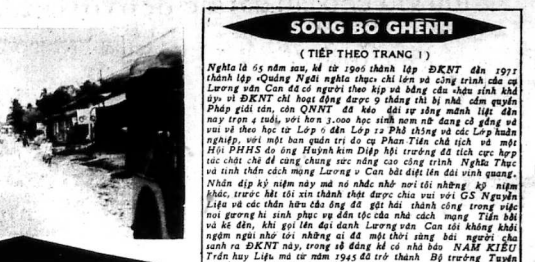 SÔNG BỒ GHỀNH
( TIẾP THEO TRANG 1 )
Nghĩa là 65 năm sau, kể từ 1906 thành lập ĐKNT đến 1971
thành lập «Quảng Ngãi nghĩa thục» chí lớn và công trình của cụ
Lương văn Can đã có người theo kịp và bằng câu «hậu sinh khả
úy» vì ĐKNT chỉ hoạt động được 9 tháng thì bị nhà cầm quyền
Pháp giải tán, còn QNNT đã kéo dài sự sống mãnh liệt đến
nay trọn 4 tuổi, với hơn 3.000 học sinh nam nữ đang cố gắng và
vui vẻ theo học từ Lớp 6 đến Lớp 12 Phổ thông và các Lớp huấn
nghiệp, với một ban quản trị do cụ Phan Tiên chủ tịch và một
Hội PHHS do ông Huỳnh kim Diệp hội trưởng đã tích cực hợp
tác chặt chẽ để cùng chung sức nâng cao công trình Nghĩa Thục
và tinh thần cách mạng Lương v Can bất diệt lên đài vinh quang.
Nhân dịp kỷ niệm này mà nó nhắc nhở nơi tôi những kỷ niệm
khác, trước hết tôi xin thành thật được chia vui với GS Nguyễn
Liệu và các thân hữu của ông đã gặt hái thành công trong việc
noi gương hi sinh phục vụ dân tộc của nhà cách mạng Tiền bối
và kế đến, khi gọi lên đại danh Lương văn Can tôi không khỏi
ngậm ngùi nhớ tới những ai đã một thời sùng bái người cha
sanh ra ĐKNT này, trong số đáng kể có nhà báo NAM KIỀU
Trần huy Liệu mà từ năm 1945 đã trở thành Bộ trưởng Tuyên